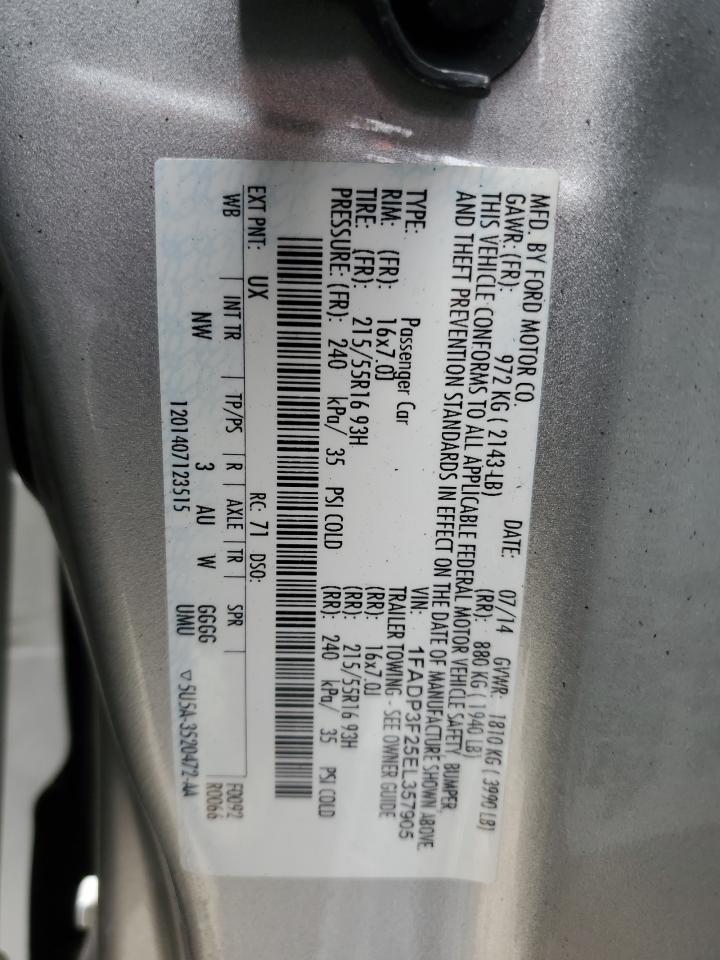 MFD. BY FORD MOTOR CO. DATE: 07/14 GVWR: 1810 KG ( 3990 LB)
GAWR: (FR): 972 KG ( 2143-LB) (RR): 880 KG ( 1940 LB)
THIS VEHICLE CONFORMS TO ALL APPLICABLE FEDERAL MOTOR VEHICLE SAFETY, BUMPER,
AND THEFT PREVENTION STANDARDS IN EFFECT ON THE DATE OF MANUFACTURE SHOWN ABOVE.
VIN: 1FADP3F25EL357905
TYPE: Passenger Car TRAILER TOWING - SEE OWNER GUIDE
RIM: (FR): 16x7.0J (RR): 16x7.0J
TIRE: (FR): 215/55R16 93H (RR): 215/55R16 93H
PRESSURE: (FR): 240 kPa/ 35 PSI COLD (RR): 240 kPa/ 35 PSI COLD
EXT PNT: UX RC: 71 DSO: F0092
WB INT TR TP/PS R AXLE TR SPR R0066
NW 3 AU W GGGG
1201407123515 UMU ▽5U5A-3520472-AA